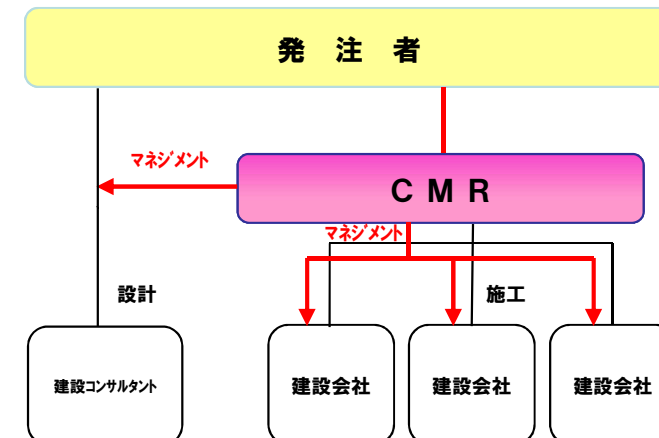 発 注 者
マネジメント
CMR
マネジメント
設計
施工
建設コンサルタント
建設会社
建設会社
建設会社